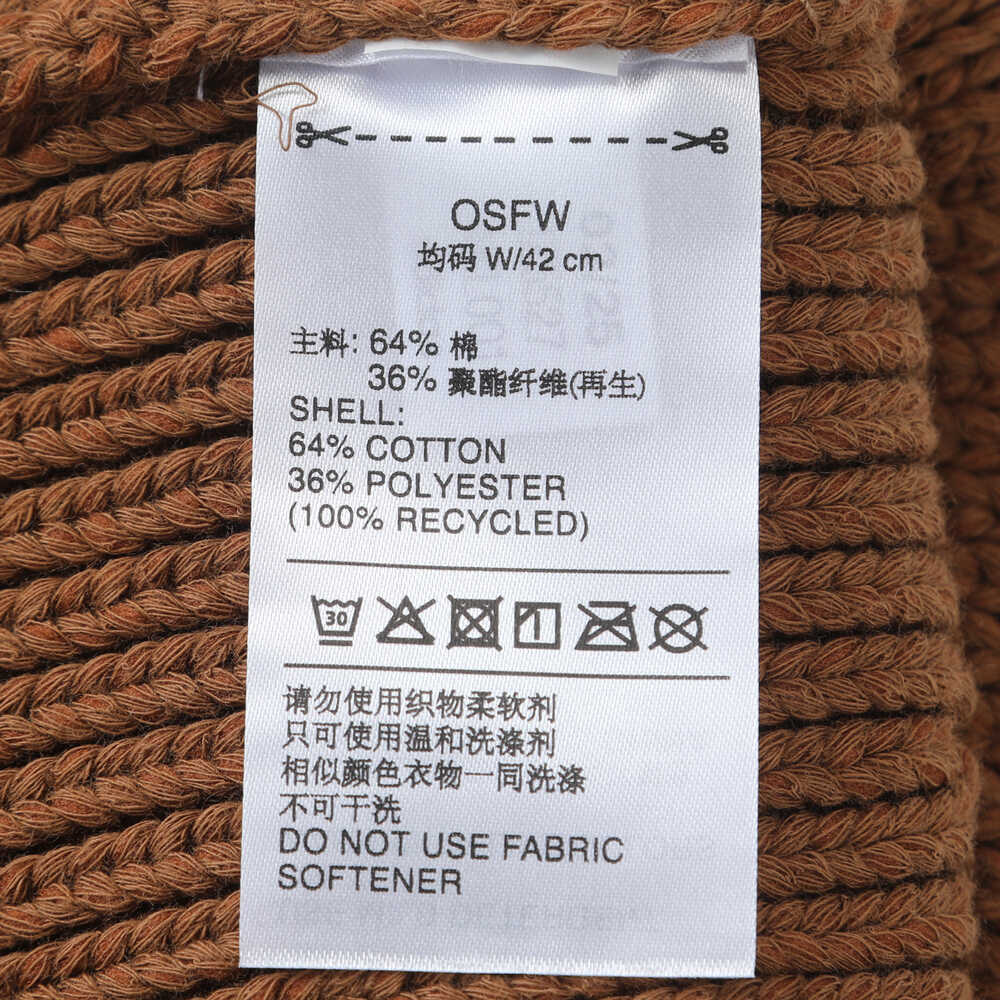 OSFW
均码 W/42 cm
主料: 64% 棉
36% 聚酯纤维(再生)
SHELL:
64% COTTON
36% POLYESTER
(100% RECYCLED)
30
请勿使用织物柔软剂
只可使用温和洗涤剂
相似颜色衣物一同洗涤
不可干洗
DO NOT USE FABRIC
SOFTENER